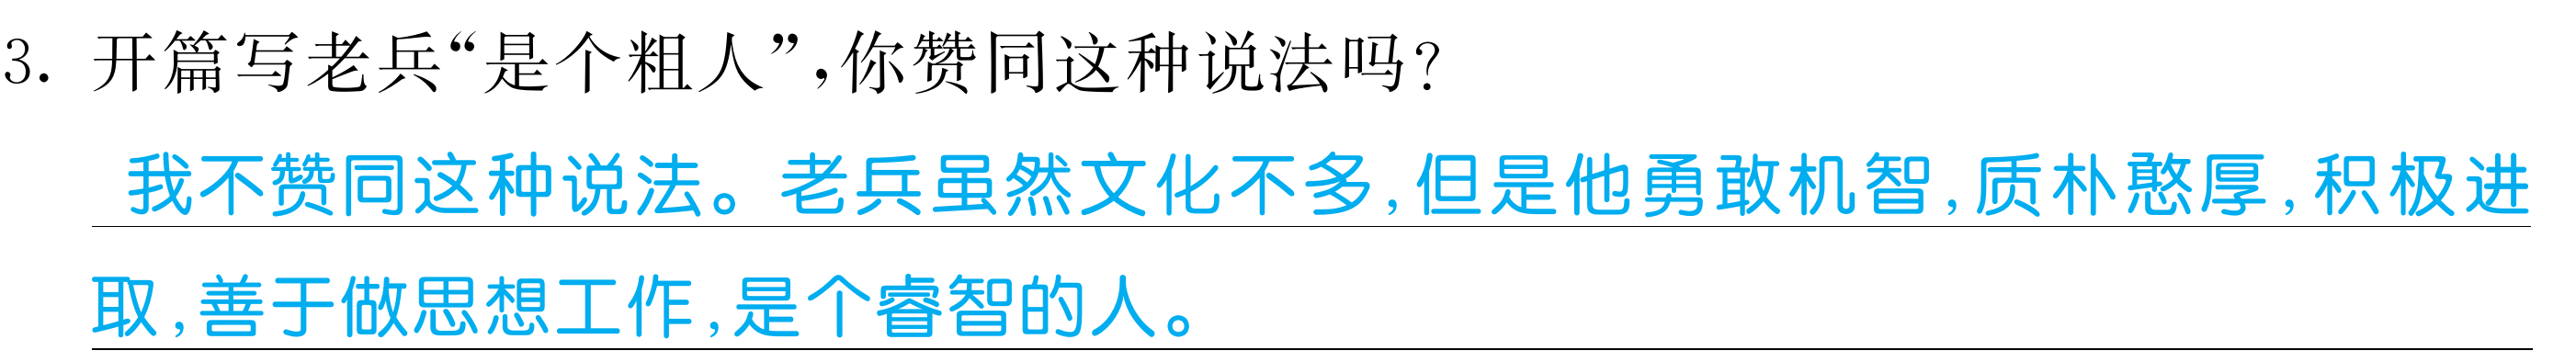 3. 开篇写老兵“是个粗人”,你赞同这种说法吗?
我不赞同这种说法。老兵虽然文化不多,但是他勇敢机智,质朴憨厚,积极进
取,善于做思想工作,是个睿智的人。